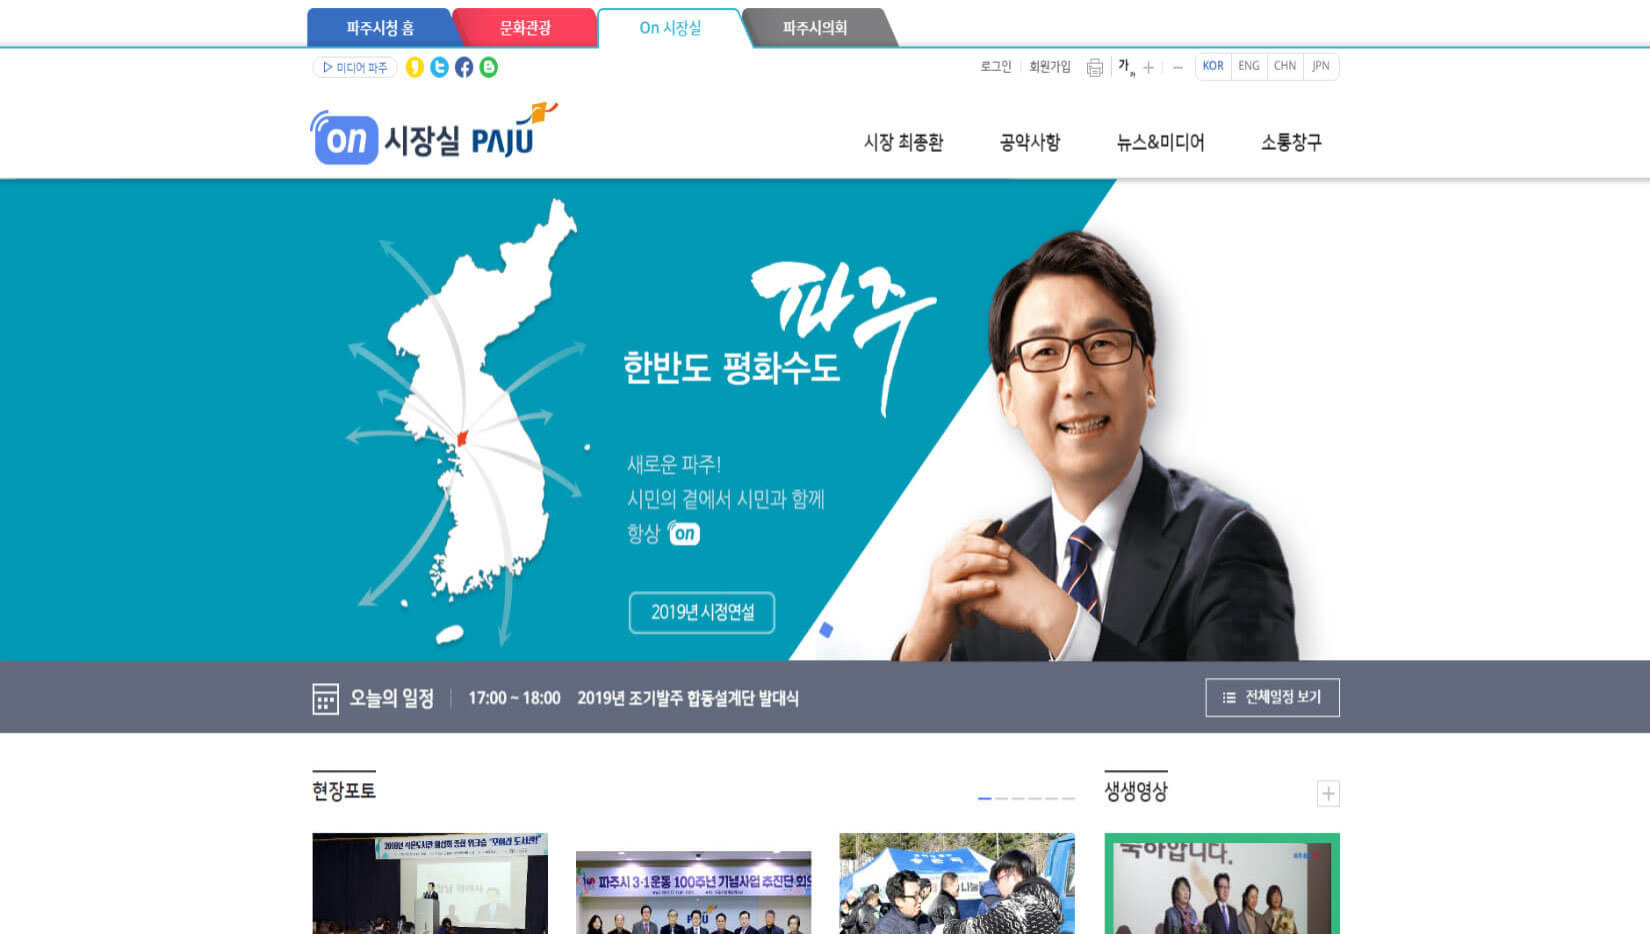 파주시청 홈
문화관광
On 시장실
파주시의회
미디어 파주
로그인
회원가입
가
KOR
ENG
CHN
JPN
on 시장실 PAJU
시장 최종환
공약사항
뉴스&미디어
소통창구
파주
한반도 평화수도
새로운 파주!
시민의 곁에서 시민과 함께
항상 on
2019년 시정연설
오늘의 일정
17:00 ~ 18:00 2019년 조기발주 합동설계단 발대식
전체일정 보기
현장포토
생생영상
파주시 3·1운동 100주년 기념사업 추진단 회의
PAJU
축하합니다.